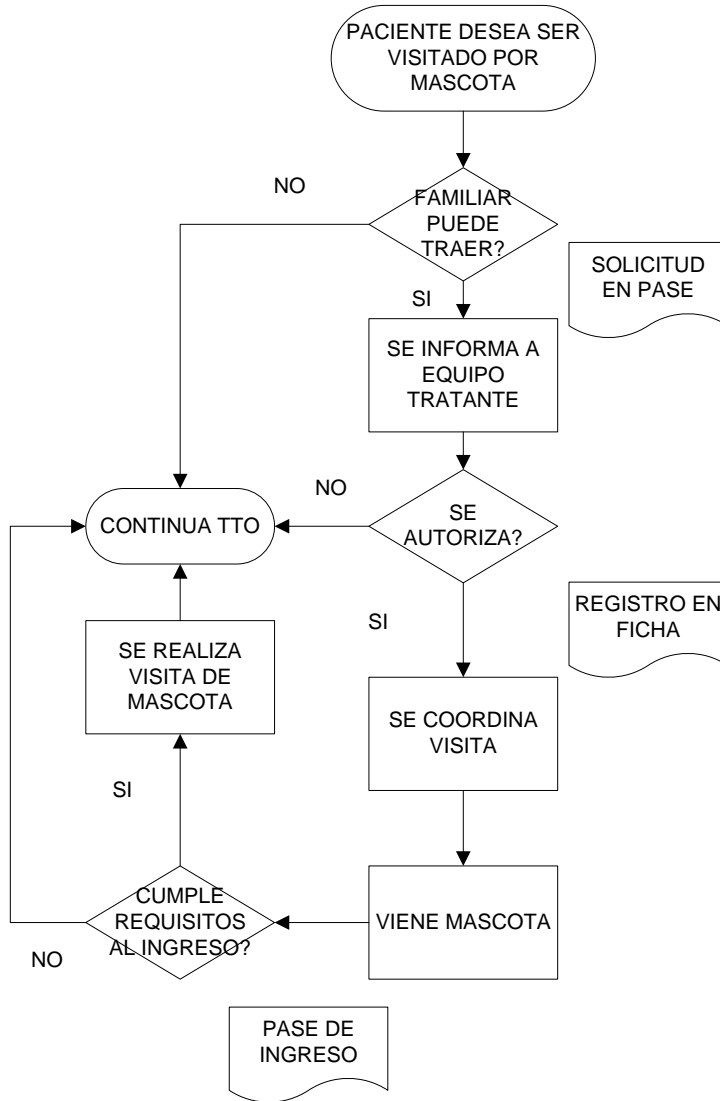 PACIENTE DESEA SER
VISITADO POR
MASCOTA
NO
FAMILIAR
PUEDE
TRAER?
SOLICITUD
EN PASE
SI
SE INFORMA A
EQUIPO
TRATANTE
NO
CONTINUA TTO
SE
AUTORIZA?
REGISTRO EN
FICHA
SI
SE REALIZA
VISITA DE
MASCOTA
SE COORDINA
VISITA
SI
CUMPLE
REQUISITOS
AL INGRESO?
VIENE MASCOTA
NO
PASE DE
INGRESO